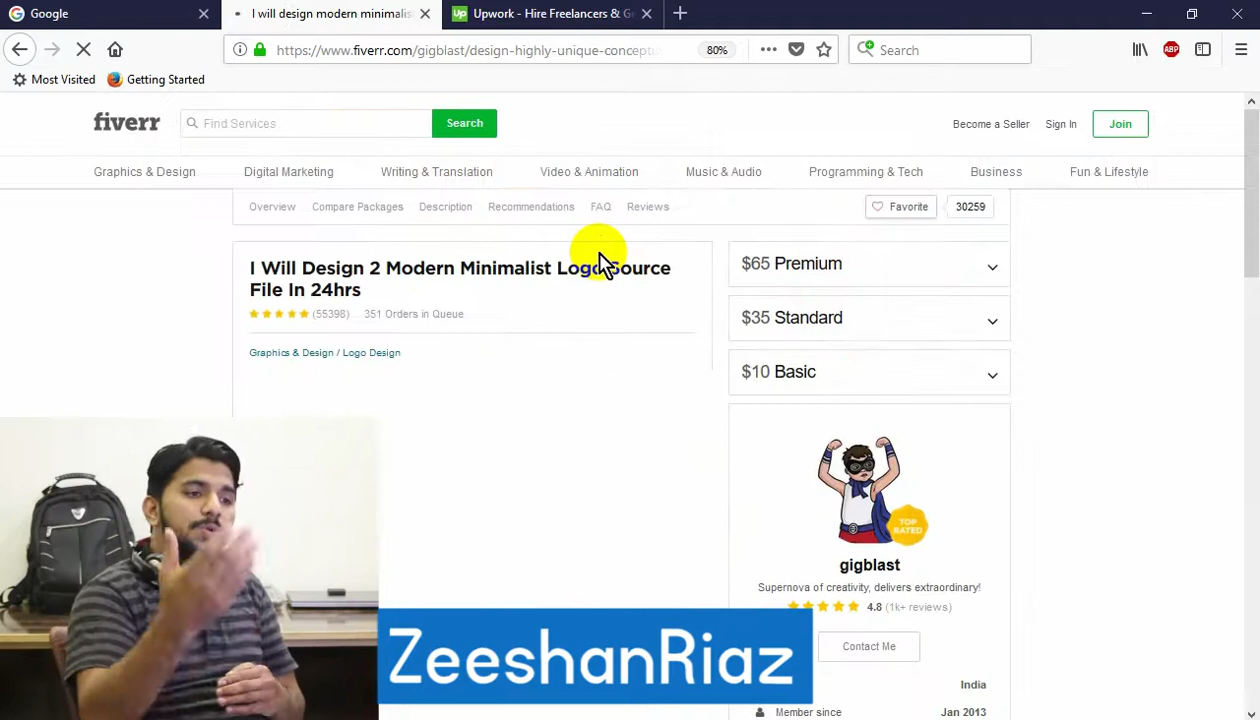 Google
I will design modern minimalis
Upwork - Hire Freelancers & Ge
https://www.fiverr.com/gigblast/design-highly-unique-conceptu
80%
Search
ABP
Most Visited
Getting Started
fiverr
Find Services
Search
Become a Seller
Sign In
Join
Graphics & Design
Digital Marketing
Writing & Translation
Video & Animation
Music & Audio
Programming & Tech
Business
Fun & Lifestyle
Overview
Compare Packages
Description
Recommendations
FAQ
Reviews
Favorite
30259
I Will Design 2 Modern Minimalist Logo Source
File In 24hrs
(55398)
351 Orders in Queue
Graphics & Design / Logo Design
$65 Premium
$35 Standard
$10 Basic
TOP
RATED
gigblast
Supernova of creativity, delivers extraordinary!
4.8 (1k+ reviews)
Contact Me
India
Member since
Jan 2013
ZeeshanRiaz